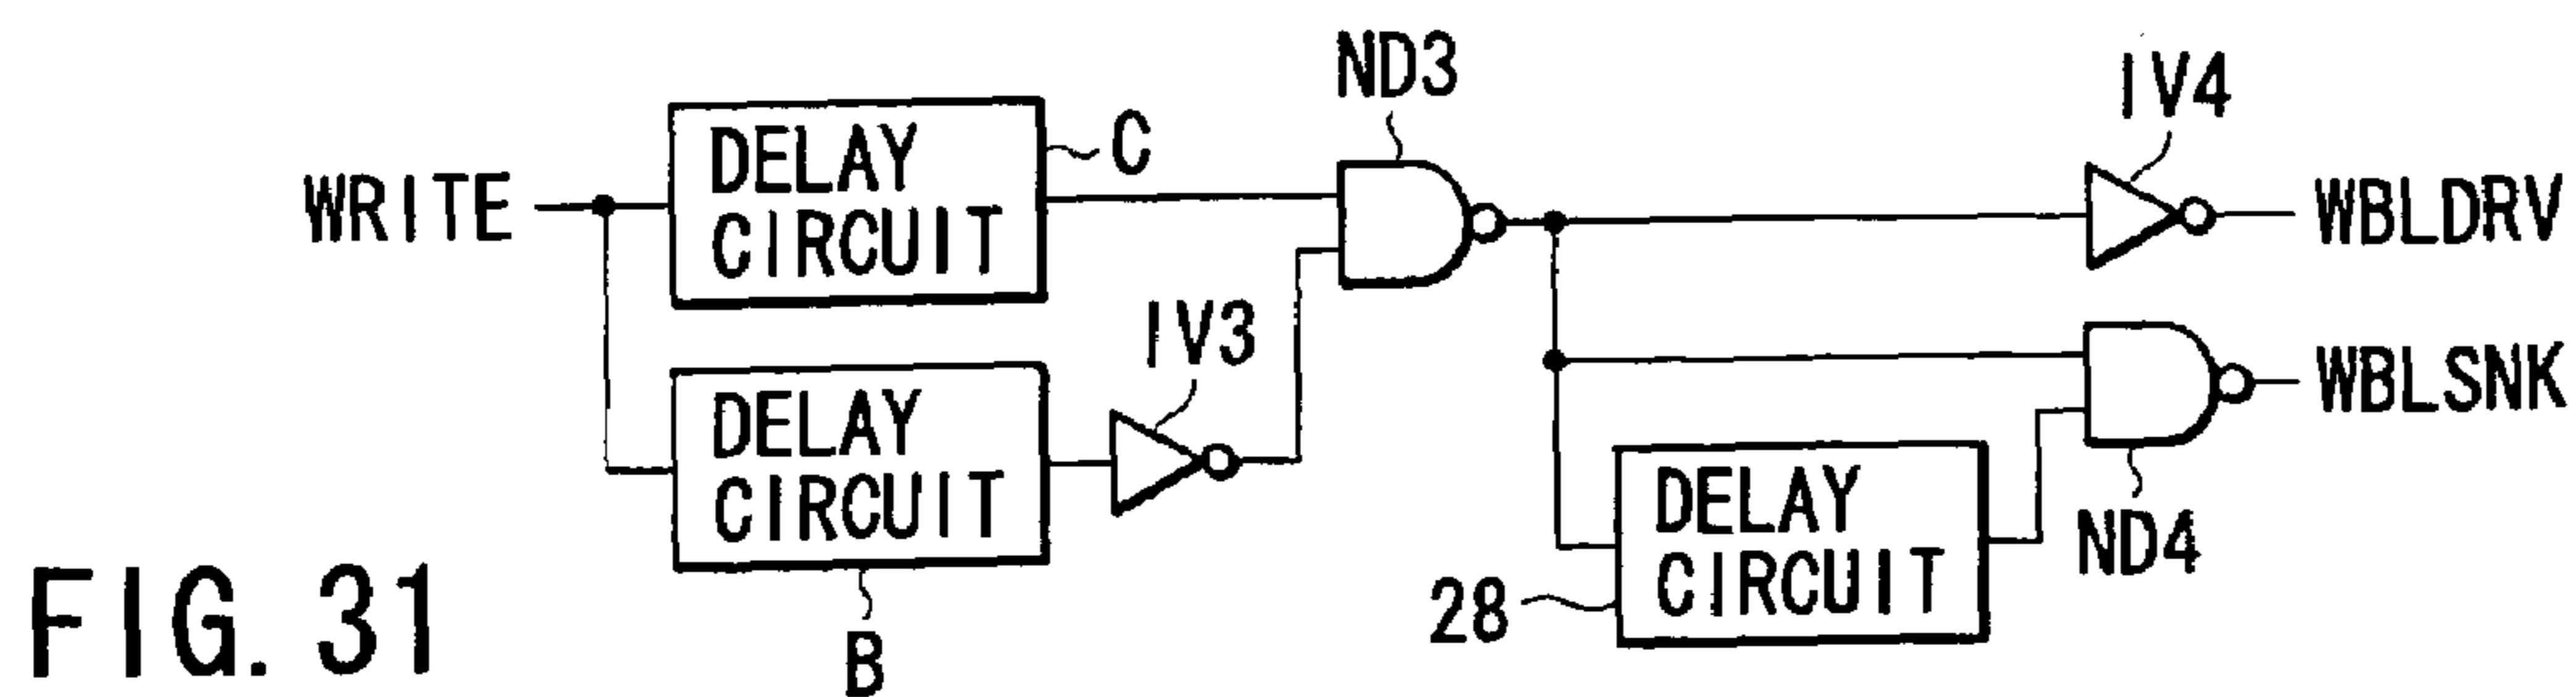 ND3
IV4
DELAY
CIRCUIT
C
WRITE
WBLDRV
IV3
DELAY
CIRCUIT
WBLSNK
DELAY
CIRCUIT
ND4
28
B
FIG. 31